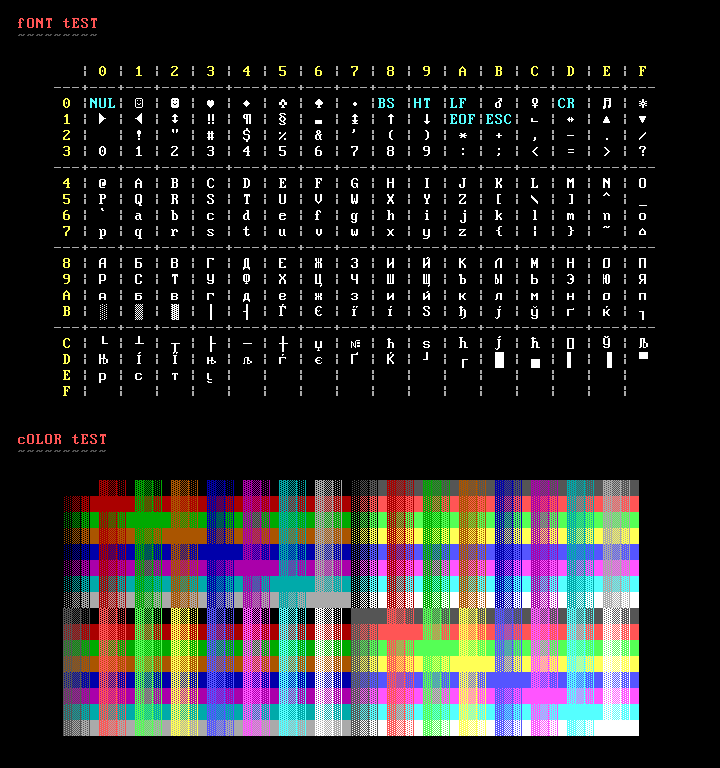 fONT tEST
~~~~~~~~~
¦ 0 ¦ 1 ¦ 2 ¦ 3 ¦ 4 ¦ 5 ¦ 6 ¦ 7 ¦ 8 ¦ 9 ¦ A ¦ B ¦ C ¦ D ¦ E ¦ F
0 ¦NUL¦ ☺ ¦ ☻ ¦ ♥ ¦ ♦ ¦ ♣ ¦ ♠ ¦ • ¦BS ¦HT ¦LF ¦ ♂ ¦ ♀ ¦CR ¦ ♫ ¦ ☼
1 ¦ ► ¦ ◄ ¦ ↕ ¦ ‼ ¦ ¶ ¦ § ¦ ▬ ¦ ↨ ¦ ↑ ¦ ↓ ¦EOF¦ESC¦ ∟ ¦ ↔ ¦ ▲ ¦ ▼
2 ¦ ¦ ! ¦ " ¦ # ¦ $ ¦ % ¦ & ¦ ' ¦ ( ¦ ) ¦ * ¦ + ¦ , ¦ - ¦ . ¦ /
3 ¦ 0 ¦ 1 ¦ 2 ¦ 3 ¦ 4 ¦ 5 ¦ 6 ¦ 7 ¦ 8 ¦ 9 ¦ : ¦ ; ¦ < ¦ = ¦ > ¦ ?
4 ¦ @ ¦ A ¦ B ¦ C ¦ D ¦ E ¦ F ¦ G ¦ H ¦ I ¦ J ¦ K ¦ L ¦ M ¦ N ¦ O
5 ¦ P ¦ Q ¦ R ¦ S ¦ T ¦ U ¦ V ¦ W ¦ X ¦ Y ¦ Z ¦ [ ¦ \ ¦ ] ¦ ^ ¦ _
6 ¦ ` ¦ a ¦ b ¦ c ¦ d ¦ e ¦ f ¦ g ¦ h ¦ i ¦ j ¦ k ¦ l ¦ m ¦ n ¦ o
7 ¦ p ¦ q ¦ r ¦ s ¦ t ¦ u ¦ v ¦ w ¦ x ¦ y ¦ z ¦ { ¦ | ¦ } ¦ ~ ¦ ⌂
8 ¦ А ¦ Б ¦ В ¦ Г ¦ Д ¦ Е ¦ Ж ¦ З ¦ И ¦ Й ¦ К ¦ Л ¦ М ¦ Н ¦ О ¦ П
9 ¦ Р ¦ С ¦ Т ¦ У ¦ Ф ¦ Х ¦ Ц ¦ Ч ¦ Ш ¦ Щ ¦ Ъ ¦ Ы ¦ Ь ¦ Э ¦ Ю ¦ Я
A ¦ а ¦ б ¦ в ¦ г ¦ д ¦ е ¦ ж ¦ з ¦ и ¦ й ¦ к ¦ л ¦ м ¦ н ¦ о ¦ п
B ¦ ░ ¦ ▒ ¦ ▓ ¦ │ ¦ ┤ ¦ Ѓ ¦ Є ¦ ї ¦ і ¦ Ѕ ¦ ђ ¦ ј ¦ ў ¦ ґ ¦ ќ ¦ ┐
C ¦ └ ¦ ┴ ¦ ┬ ¦ ├ ¦ ─ ¦ ┼ ¦ џ ¦ № ¦ ћ ¦ ѕ ¦ ћ ¦ ј ¦ ¦ ¦ Ў ¦ Љ
D ¦ Њ ¦ Ї ¦ Ї ¦ њ ¦ љ ¦ ѓ ¦ є ¦ Ґ ¦ Ќ ¦ ┘ ¦ ┌ ¦ █ ¦ ▄ ¦ ▌ ¦ ▐ ¦ ▀
E ¦ р ¦ с ¦ т ¦ ¦ ¦ ¦ ¦ ¦ ¦ ¦ ¦ ¦ ¦ ¦ ¦
F ¦ ¦ ¦ ¦ ¦ ¦ ¦ ¦ ¦ ¦ ¦ ¦ ¦ ¦ ¦ ¦
cOLOR tEST
~~~~~~~~~~